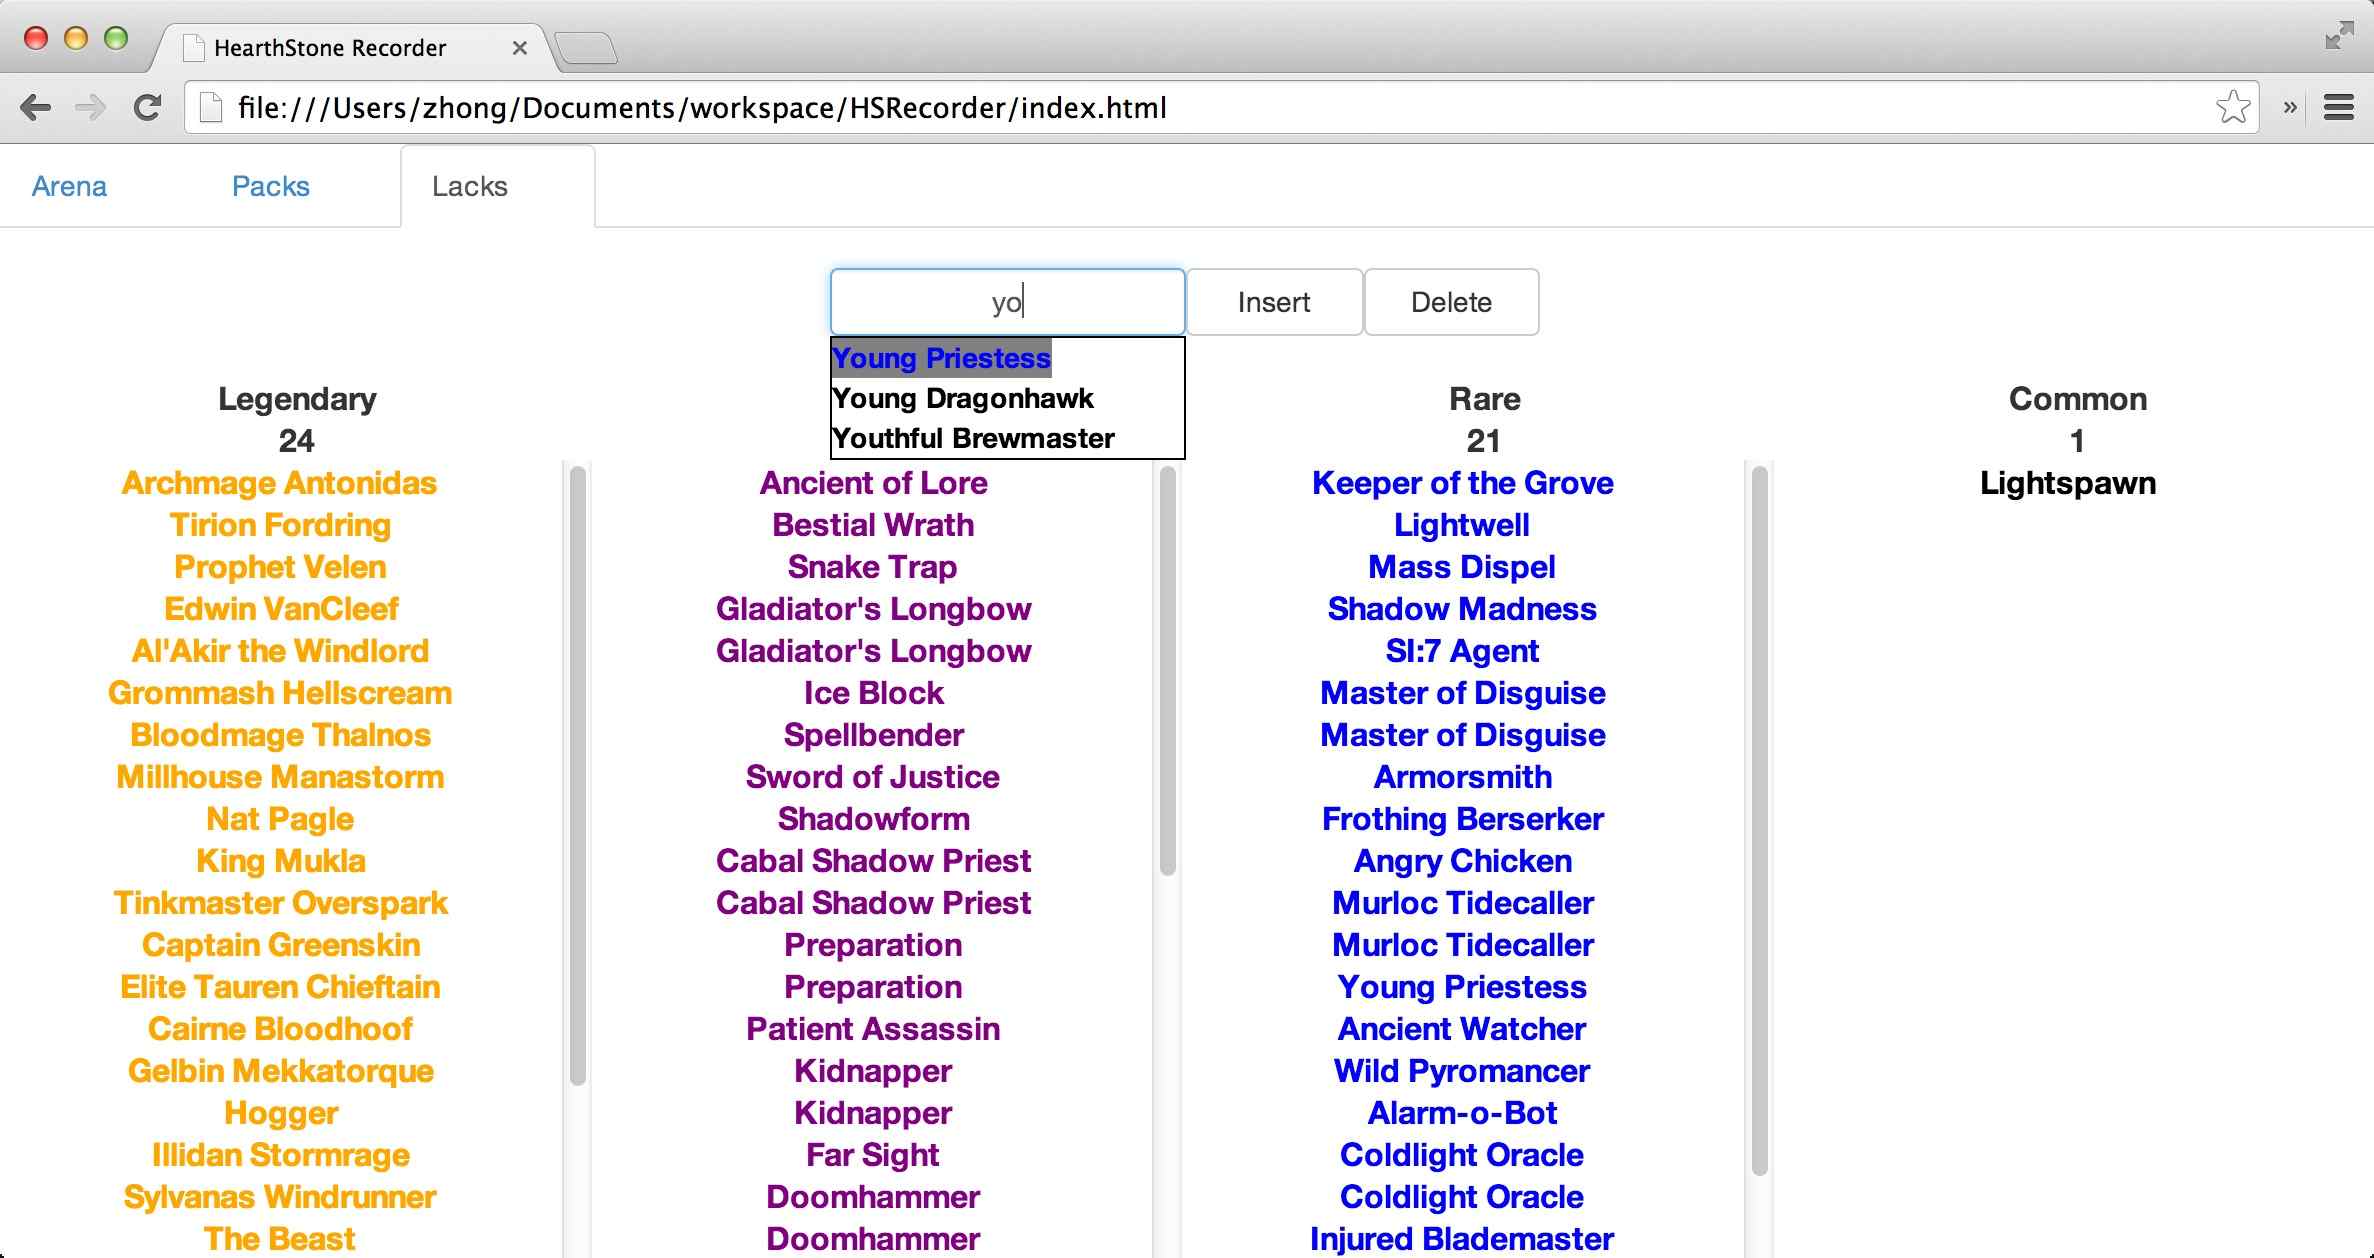 HearthStone Recorder
file:///Users/zhong/Documents/workspace/HSRecorder/index.html
Arena
Packs
Lacks
yo
Insert
Delete
Young Priestess
Young Dragonhawk
Youthful Brewmaster
Legendary
24
Archmage Antonidas
Tirion Fordring
Prophet Velen
Edwin VanCleef
Al'Akir the Windlord
Grommash Hellscream
Bloodmage Thalnos
Millhouse Manastorm
Nat Pagle
King Mukla
Tinkmaster Overspark
Captain Greenskin
Elite Tauren Chieftain
Cairne Bloodhoof
Gelbin Mekkatorque
Hogger
Illidan Stormrage
Sylvanas Windrunner
The Beast
Ancient of Lore
Bestial Wrath
Snake Trap
Gladiator's Longbow
Gladiator's Longbow
Ice Block
Spellbender
Sword of Justice
Shadowform
Cabal Shadow Priest
Cabal Shadow Priest
Preparation
Preparation
Patient Assassin
Kidnapper
Kidnapper
Far Sight
Doomhammer
Doomhammer
Rare
21
Keeper of the Grove
Lightwell
Mass Dispel
Shadow Madness
SI:7 Agent
Master of Disguise
Master of Disguise
Armorsmith
Frothing Berserker
Angry Chicken
Murloc Tidecaller
Murloc Tidecaller
Young Priestess
Ancient Watcher
Wild Pyromancer
Alarm-o-Bot
Coldlight Oracle
Coldlight Oracle
Injured Blademaster
Common
1
Lightspawn